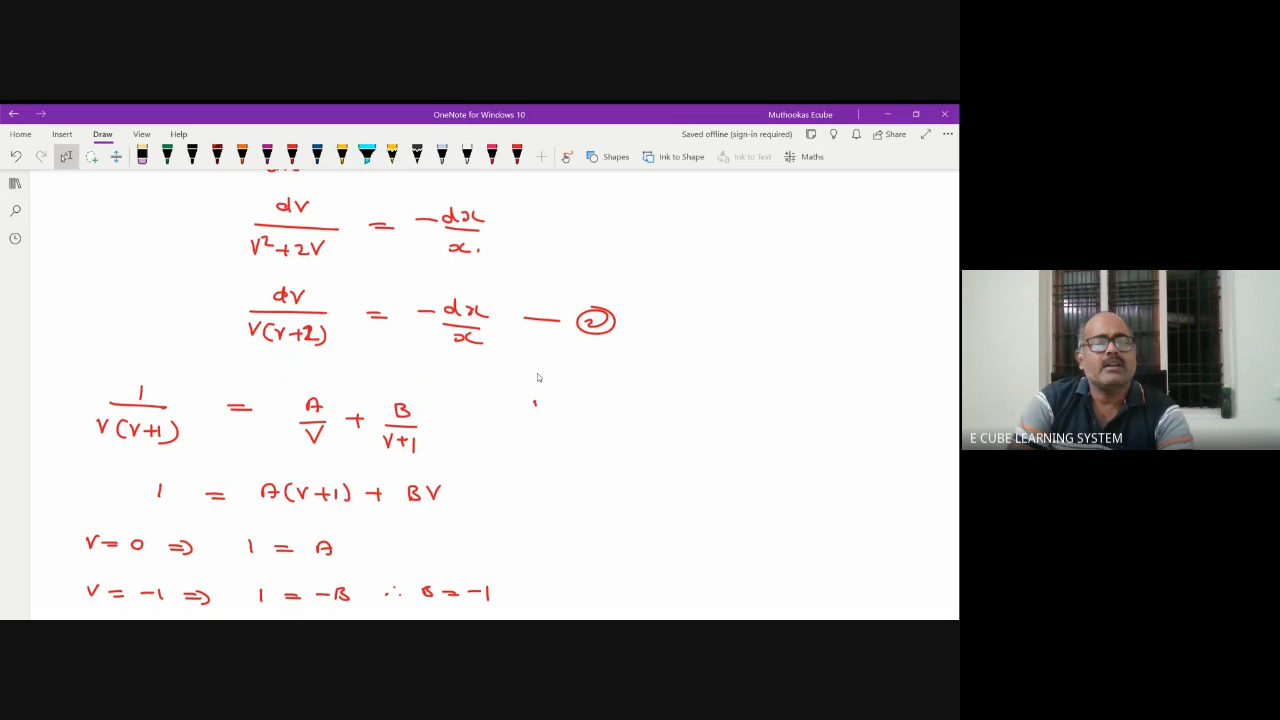 OneNote for Windows 10
Muthookas Ecube
Home Insert Draw View Help
Saved offline (sign-in required)
Share
Shapes
Ink to Shape
Ink to Text
Maths
dv/(v²+2v) = -dx/x.
dv/(v(v+2)) = -dx/x — ②
1/(v(v+1)) = A/v + B/(v+1)
1 = A(v+1) + Bv
v = 0 ⇒ 1 = A
v = -1 ⇒ 1 = -B ∴ B = -1
E CUBE LEARNING SYSTEM